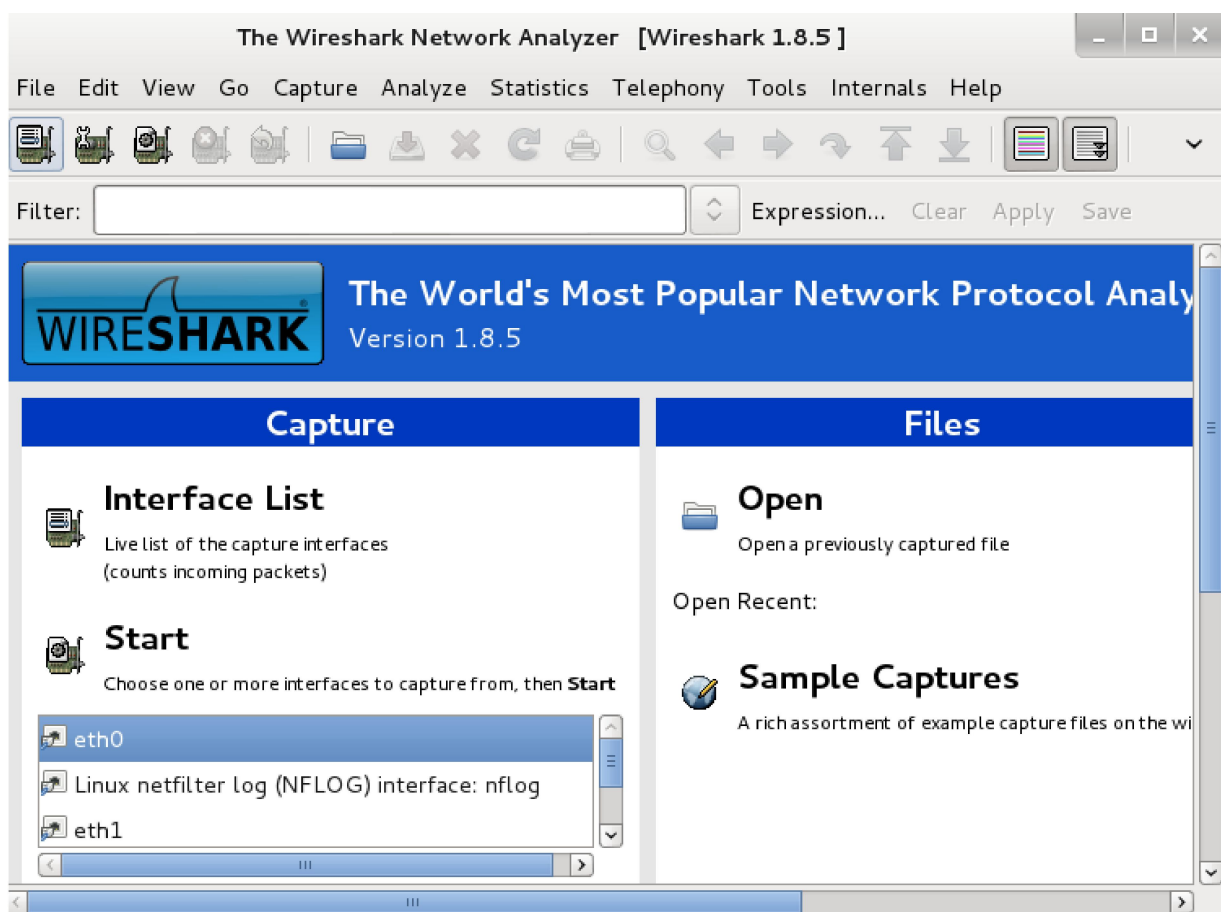 The Wireshark Network Analyzer [Wireshark 1.8.5 ]
File Edit View Go Capture Analyze Statistics Telephony Tools Internals Help
Filter: Expression... Clear Apply Save
WIRESHARK®
The World's Most Popular Network Protocol Analy
Version 1.8.5
Capture
Interface List
Live list of the capture interfaces
(counts incoming packets)
Start
Choose one or more interfaces to capture from, then Start
eth0
Linux netfilter log (NFLOG) interface: nflog
eth1
Files
Open
Open a previously captured file
Open Recent:
Sample Captures
A rich assortment of example capture files on the wi